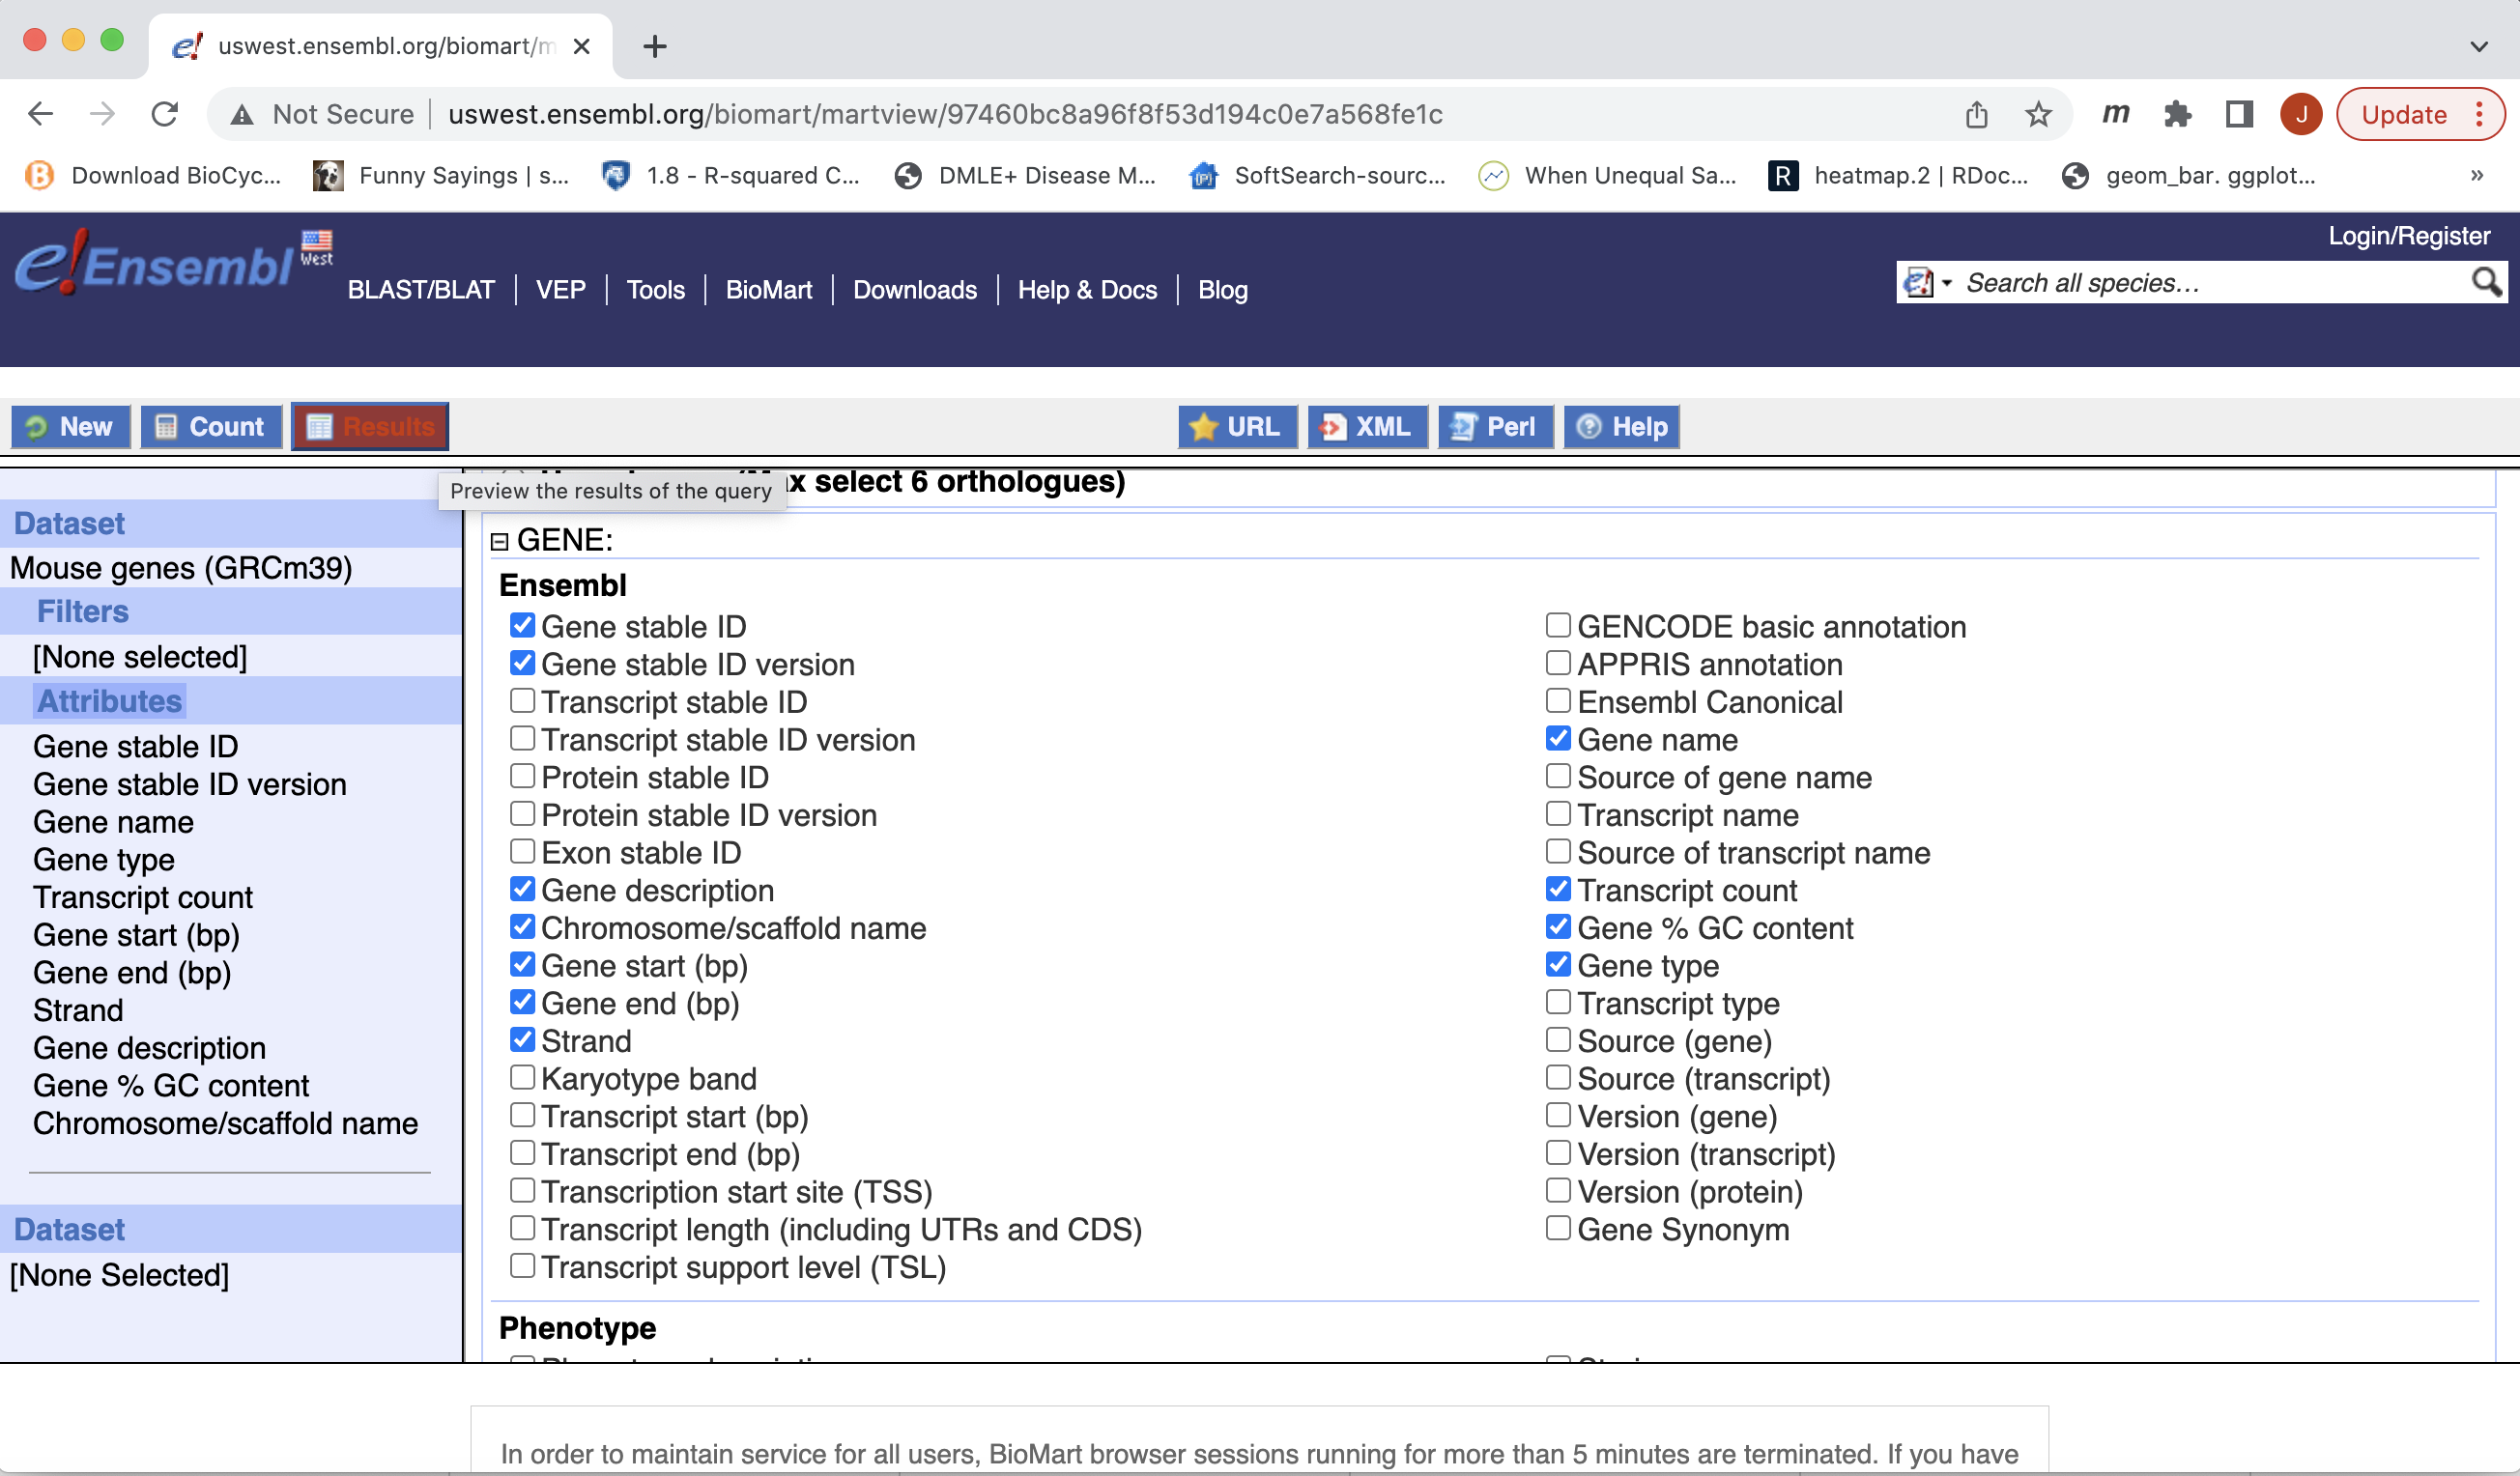 uswest.ensembl.org/biomart/m
Not Secure uswest.ensembl.org/biomart/martview/97460bc8a96f8f53d194c0e7a568fe1c
m J Update
Download BioCyc... Funny Sayings | s... 1.8 - R-squared C... DMLE+ Disease M... SoftSearch-sourc... When Unequal Sa... R heatmap.2 | RDoc... geom_bar. ggplot... »
Login/Register
e!Ensembl West
BLAST/BLAT VEP Tools BioMart Downloads Help & Docs Blog
e! Search all species...
New Count Results URL XML Perl Help
select 6 orthologues)
Preview the results of the query
Dataset
Mouse genes (GRCm39)
Filters
[None selected]
Attributes
Gene stable ID
Gene stable ID version
Gene name
Gene type
Transcript count
Gene start (bp)
Gene end (bp)
Strand
Gene description
Gene % GC content
Chromosome/scaffold name
Dataset
[None Selected]
GENE:
Ensembl
Gene stable ID
Gene stable ID version
Transcript stable ID
Transcript stable ID version
Protein stable ID
Protein stable ID version
Exon stable ID
Gene description
Chromosome/scaffold name
Gene start (bp)
Gene end (bp)
Strand
Karyotype band
Transcript start (bp)
Transcript end (bp)
Transcription start site (TSS)
Transcript length (including UTRs and CDS)
Transcript support level (TSL)
GENCODE basic annotation
APPRIS annotation
Ensembl Canonical
Gene name
Source of gene name
Transcript name
Source of transcript name
Transcript count
Gene % GC content
Gene type
Transcript type
Source (gene)
Source (transcript)
Version (gene)
Version (transcript)
Version (protein)
Gene Synonym
Phenotype
In order to maintain service for all users, BioMart browser sessions running for more than 5 minutes are terminated. If you have